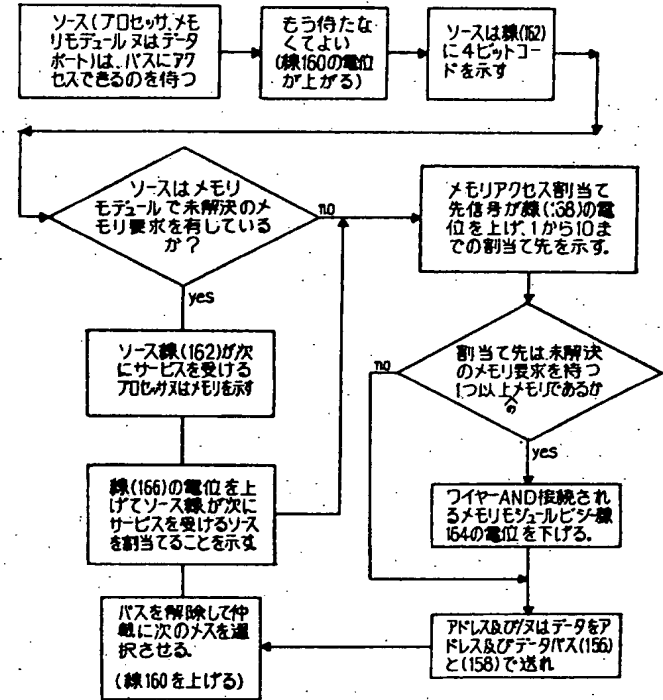 ソース(プロセッサ,メモ
リモデュール又はデータ
ポート)は、バスにアク
セスできるのを待つ
もう待たな
くてよい
(線160の電位
が上がる)
ソースは線(162)
に4ビットコー
ドを示す
ソースはメモリ
モデュールで未解決のメ
モリ要求を有している
か?
no
yes
メモリアクセス割当て
先信号が線(168)の電
位を上げ、1から10ま
での割当て先を示す。
ソース線(162)が次
にサービスを受ける
プロセッサ又はメモリを示す
割当て先は、未解決
のメモリ要求を持つ
1つ以上メモリであるか
の
no
yes
線(166)の電位を上
げてソース線が次に
サービスを受けるソース
を割当てることを示す
ワイヤーAND接続され
るメモリモジュールビジー線
164の電位を下げる。
バスを解除して仲
裁に次のメスを選
択させる.
(線160を上げる)
アドレス及び/又はデータをア
ドレス及びデータバス(156)
と(158)で送れ